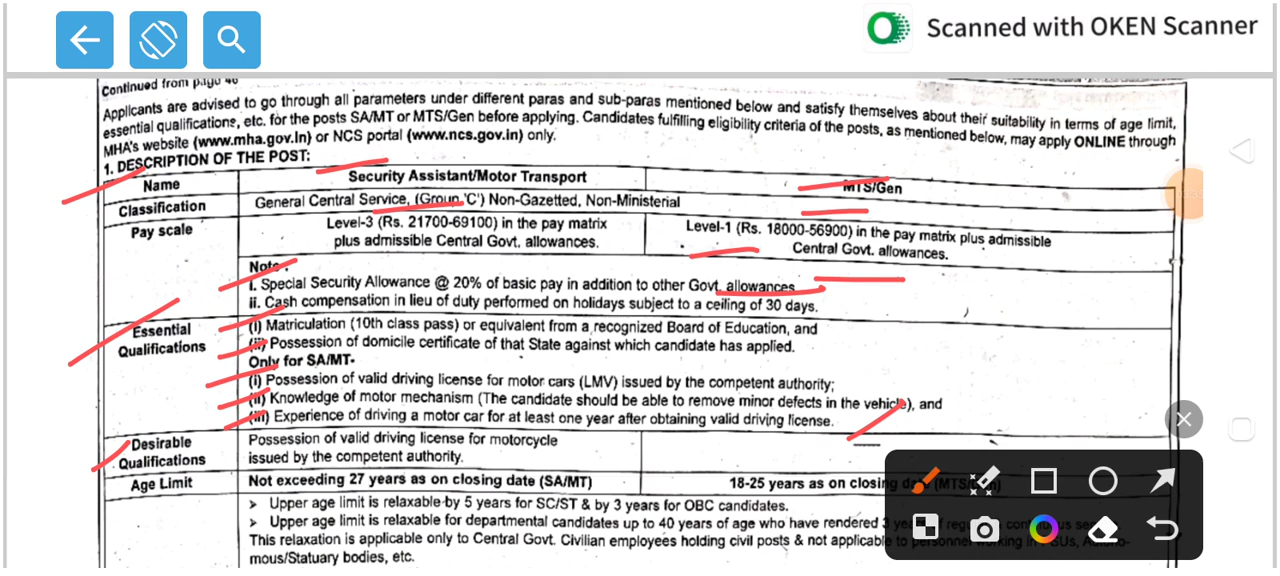 Scanned with OKEN Scanner
Continued from page 46
Applicants are advised to go through all parameters under different paras and sub-paras mentioned below and satisfy themselves about their suitability in terms of age limit,
essential qualifications, etc. for the posts SA/MT or MTS/Gen before applying. Candidates fulfilling eligibility criteria of the posts, as mentioned below, may apply ONLINE through
MHA's website (www.mha.gov.in) or NCS portal (www.ncs.gov.in) only.
1. DESCRIPTION OF THE POST:
Name Security Assistant/Motor Transport MTS/Gen
Classification General Central Service, (Group 'C') Non-Gazetted, Non-Ministerial
Pay scale Level-3 (Rs. 21700-69100) in the pay matrix Level-1 (Rs. 18000-56900) in the pay matrix plus admissible
plus admissible Central Govt. allowances. Central Govt. allowances.
Note:
i. Special Security Allowance @ 20% of basic pay in addition to other Govt. allowances
ii. Cash compensation in lieu of duty performed on holidays subject to a ceiling of 30 days.
Essential (i) Matriculation (10th class pass) or equivalent from a recognized Board of Education, and
Qualifications (ii) Possession of domicile certificate of that State against which candidate has applied.
Only for SA/MT-
(i) Possession of valid driving license for motor cars (LMV) issued by the competent authority;
(ii) Knowledge of motor mechanism (The candidate should be able to remove minor defects in the vehicle), and
(iii) Experience of driving a motor car for at least one year after obtaining valid driving license.
Desirable Possession of valid driving license for motorcycle
Qualifications issued by the competent authority.
Age Limit Not exceeding 27 years as on closing date (SA/MT) 18-25 years as on closing date (MTS/Gen)
➢ Upper age limit is relaxable by 5 years for SC/ST & by 3 years for OBC candidates.
➢ Upper age limit is relaxable for departmental candidates up to 40 years of age who have rendered 3 years of regular continuous
This relaxation is applicable only to Central Govt. Civilian employees holding civil posts & not applicable to personnel working in PSUs, Autono-
mous/Statuary bodies, etc.